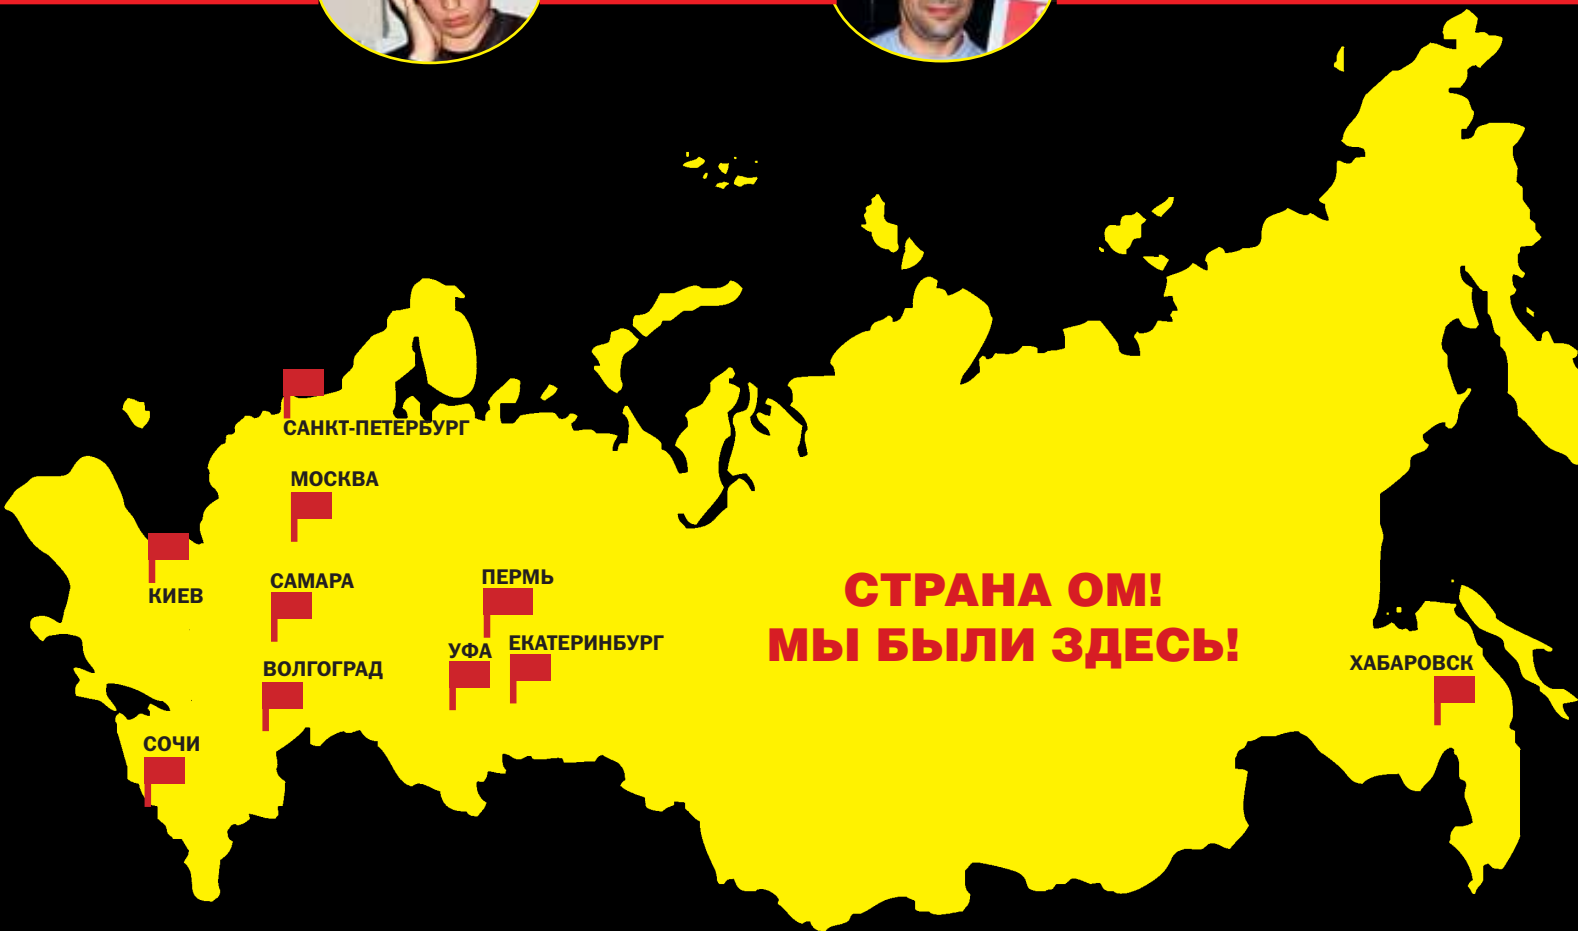 САНКТ-ПЕТЕРБУРГ
МОСКВА
КИЕВ
САМАРА
ПЕРМЬ
УФА
ЕКАТЕРИНБУРГ
ВОЛГОГРАД
СОЧИ
СТРАНА ОМ!
МЫ БЫЛИ ЗДЕСЬ!
ХАБАРОВСК